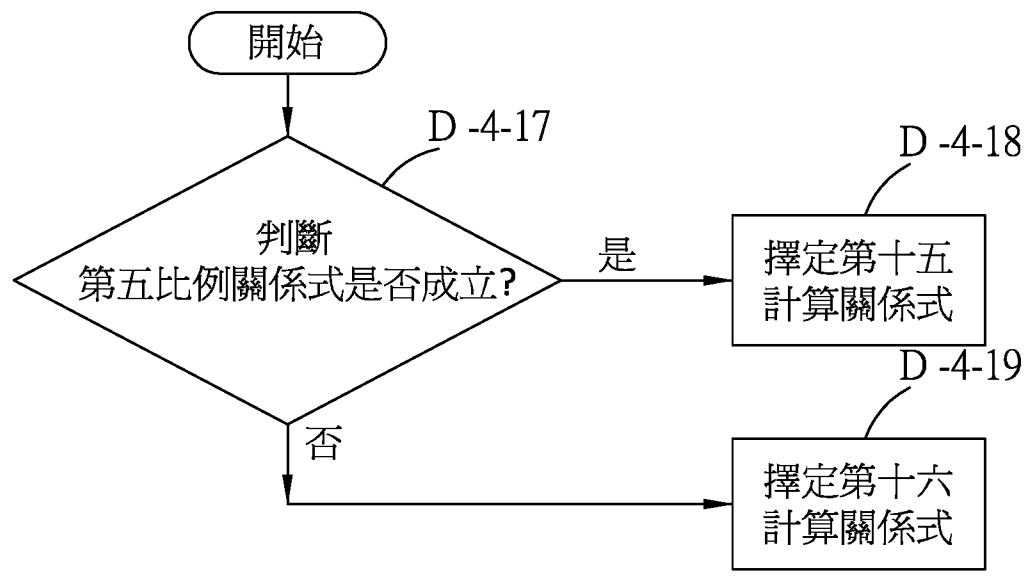 開始
D -4-17
D -4-18
判斷
第五比例關係式是否成立?
是
擇定第十五
計算關係式
D -4-19
否
擇定第十六
計算關係式